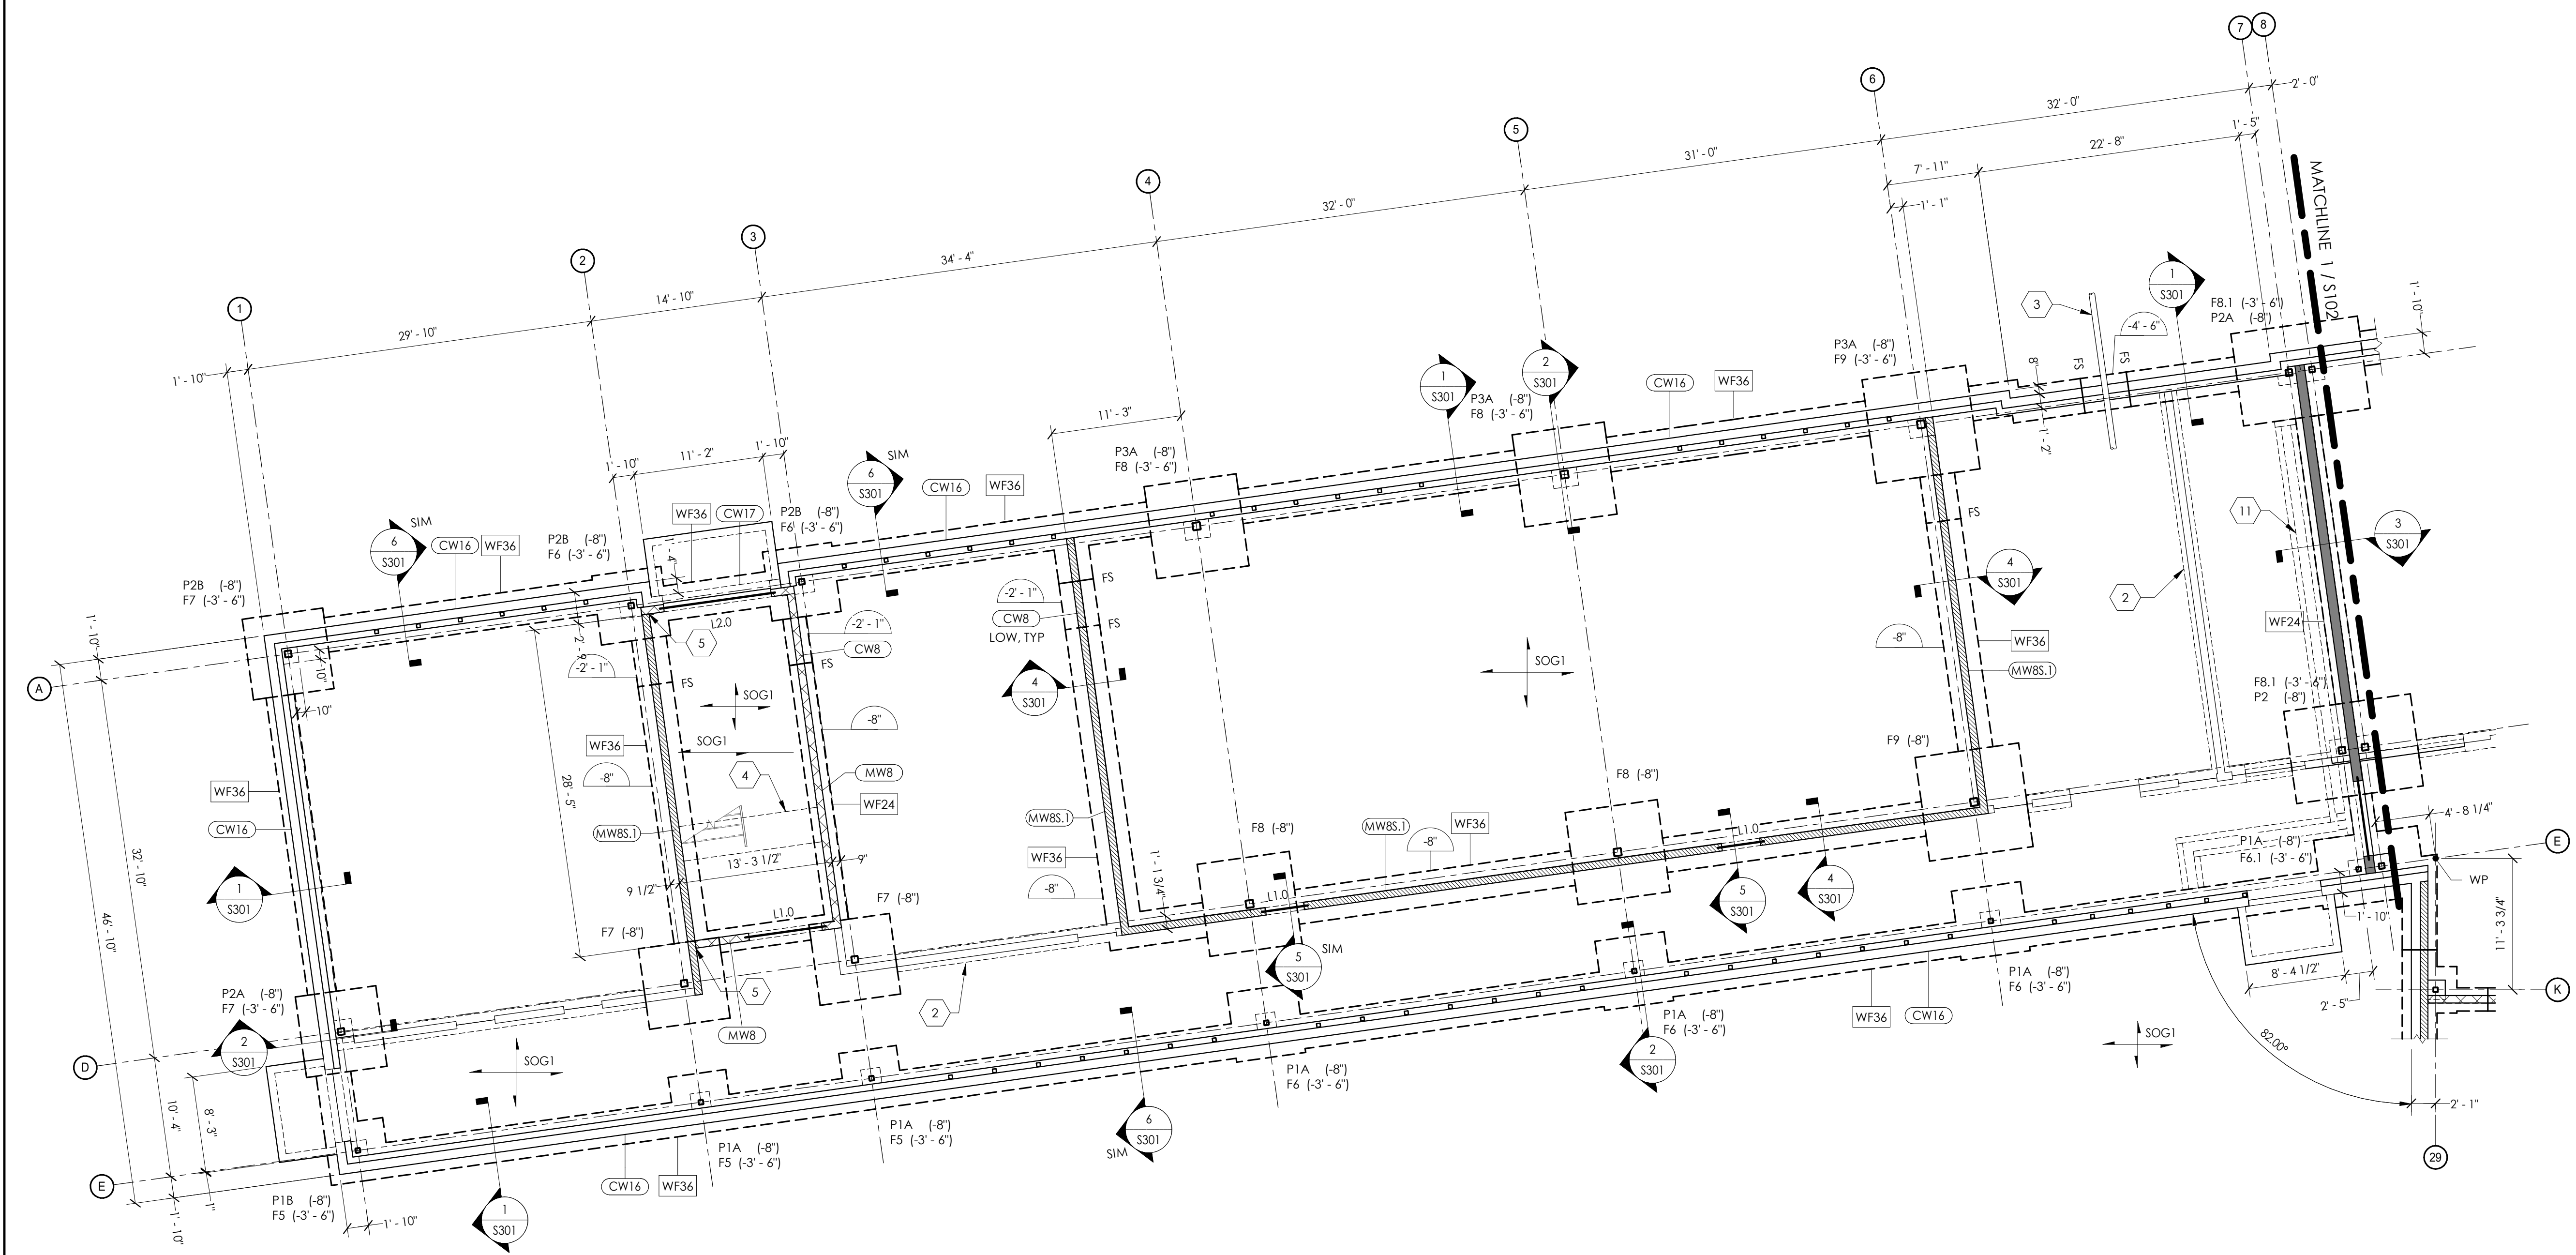 7
8
6
5
4
3
2
1
2' - 0"
32' - 0"
1' - 5"
22' - 8"
7' - 11"
1' - 1"
31' - 0"
32' - 0"
34' - 4"
14' - 10"
29' - 10"
1' - 10"
MATCHLINE 1 / S102
1
S301
3
F8.1 (-3' - 6")
P2A (-8")
-4' - 6"
1' - 10"
FS
FS
8"
1' - 2"
P3A (-8")
F9 (-3' - 6")
2
S301
1
S301
P3A (-8")
F8 (-3' - 6")
CW16
WF36
11' - 3"
P3A (-8")
F8 (-3' - 6")
1' - 10"
11' - 2"
1' - 10"
6
S301
SIM
CW16
WF36
WF36
CW17
P2B (-8")
F6 (-3' - 6")
4"
6
S301
SIM
CW16
WF36
P2B (-8")
F6 (-3' - 6")
P2B (-8")
F7 (-3' - 6")
FS
11
3
S301
4
S301
2
WF24
-8"
WF36
MW8S.1
-2' - 1"
CW8
LOW, TYP
FS
FS
4
S301
SOG1
L2.0
5
-2' - 1"
CW8
FS
2' - 9"
-2' - 1"
FS
10"
10"
1' - 10"
A
SOG1
-8"
SOG1
WF36
-8"
4
MW8
WF24
28' - 5"
MW8S.1
13' - 3 1/2"
9"
9 1/2"
F8.1 (-3' - 6")
P2 (-8")
F9 (-8")
F8 (-8")
F8 (-8")
MW8S.1
-8"
WF36
L1.0
MW8S.1
WF36
-8"
1' - 1 3/4"
L1.0
L1.0
5
S301
4
S301
5
S301
SIM
P1A (-8")
F6.1 (-3' - 6")
4' - 8 1/4"
E
WP
11' - 3 3/4"
1' - 10"
8' - 4 1/2"
2' - 5"
K
82.00°
SOG1
2' - 1"
29
WF36
CW16
1
S301
32' - 10"
46' - 10"
F7 (-8")
F7 (-8")
5
MW8
2
P2A (-8")
F7 (-3' - 6")
2
S301
D
SOG1
P1A (-8")
F6 (-3' - 6")
P1A (-8")
F6 (-3' - 6")
2
S301
WF36
CW16
P1A (-8")
F6 (-3' - 6")
6
S301
SIM
P1A (-8")
F5 (-3' - 6")
P1A (-8")
F5 (-3' - 6")
CW16
WF36
10' - 4"
8' - 3"
E
1"
1' - 10"
P1B (-8")
F5 (-3' - 6")
1' - 10"
1
S301